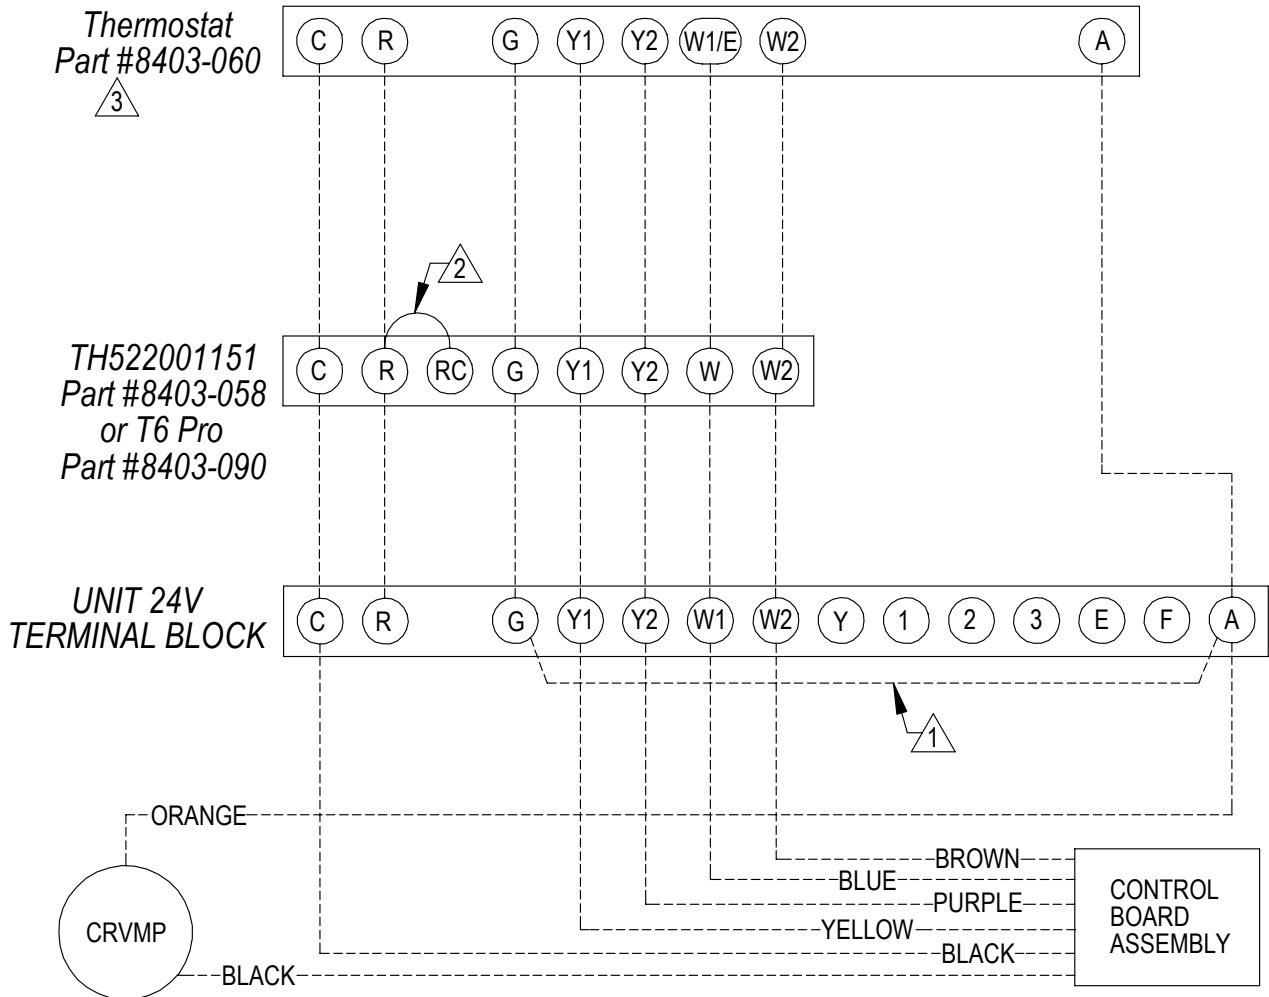 Thermostat
Part #8403-060
3
C R G Y1 Y2 W1/E W2 A
2
TH522001151
Part #8403-058
or T6 Pro
Part #8403-090
C R RC G Y1 Y2 W W2
UNIT 24V
TERMINAL BLOCK
C R G Y1 Y2 W1 W2 Y 1 2 3 E F A
1
ORANGE
BROWN
BLUE
PURPLE
YELLOW
BLACK
BLACK
CRVMP
CONTROL
BOARD
ASSEMBLY